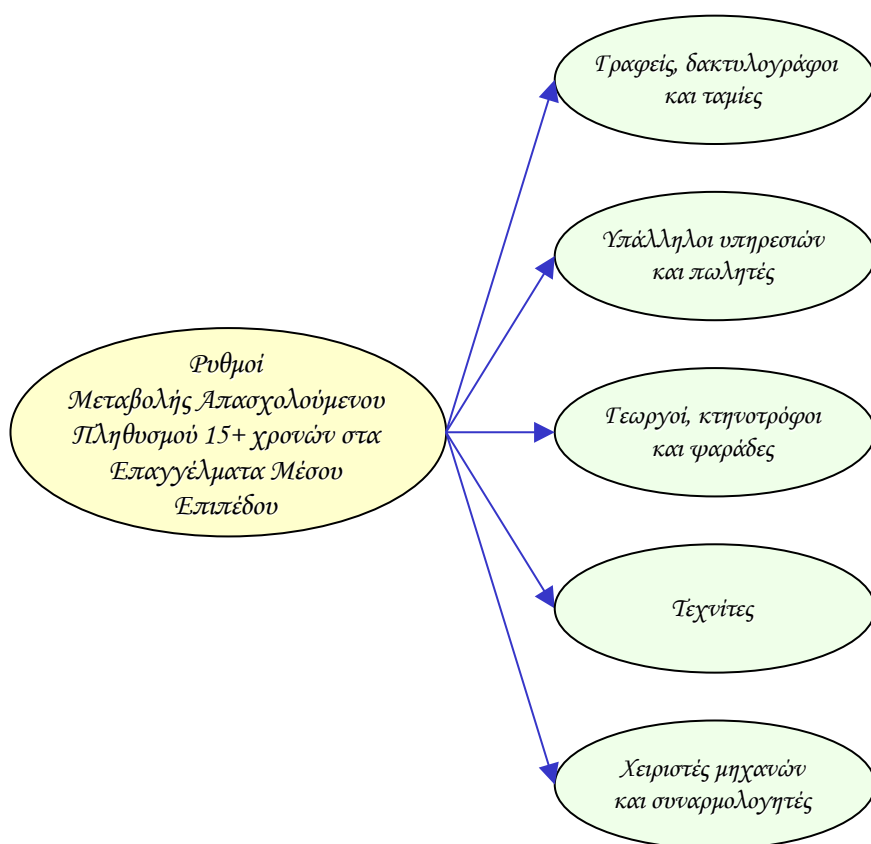 Γραφείς, δακτυλογράφοι
και ταμίες
Υπάλληλοι υπηρεσιών
και πωλητές
Ρυθμοί
Μεταβολής Απασχολούμενου
Πληθυσμού 15+ χρονών στα
Επαγγέλματα Μέσου
Επιπέδου
Γεωργοί, κτηνοτρόφοι
και ψαράδες
Τεχνίτες
Χειριστές μηχανών
και συναρμολογητές